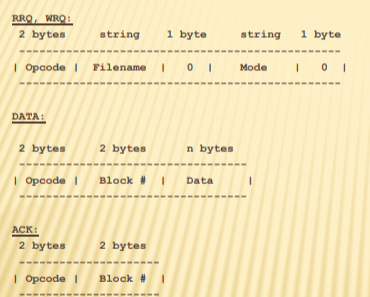 RRQ, WRQ:
2 bytes string 1 byte string 1 byte
-----------------------------------------------
| Opcode | Filename | 0 | Mode | 0 |
-----------------------------------------------
DATA:
2 bytes 2 bytes n bytes
---------------------------------
| Opcode | Block # | Data |
---------------------------------
ACK:
2 bytes 2 bytes
--------------------
| Opcode | Block # |
--------------------